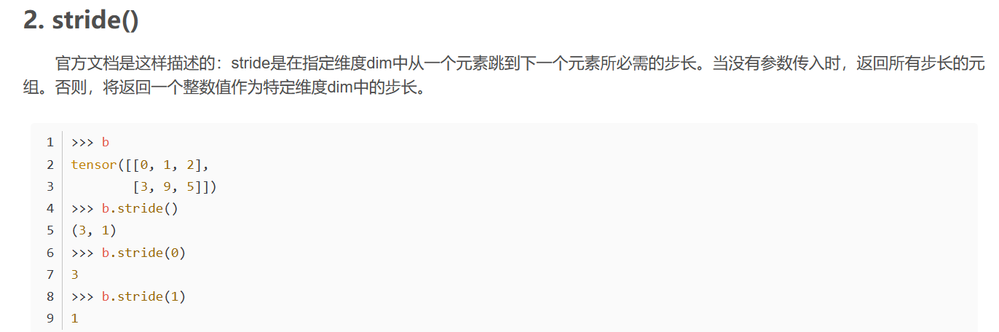 2. stride()
官方文档是这样描述的：stride是在指定维度dim中从一个元素跳到下一个元素所必需的步长。当没有参数传入时，返回所有步长的元
组。否则，将返回一个整数值作为特定维度dim中的步长。
1 >>> b
2 tensor([[0, 1, 2],
3         [3, 9, 5]])
4 >>> b.stride()
5 (3, 1)
6 >>> b.stride(0)
7 3
8 >>> b.stride(1)
9 1